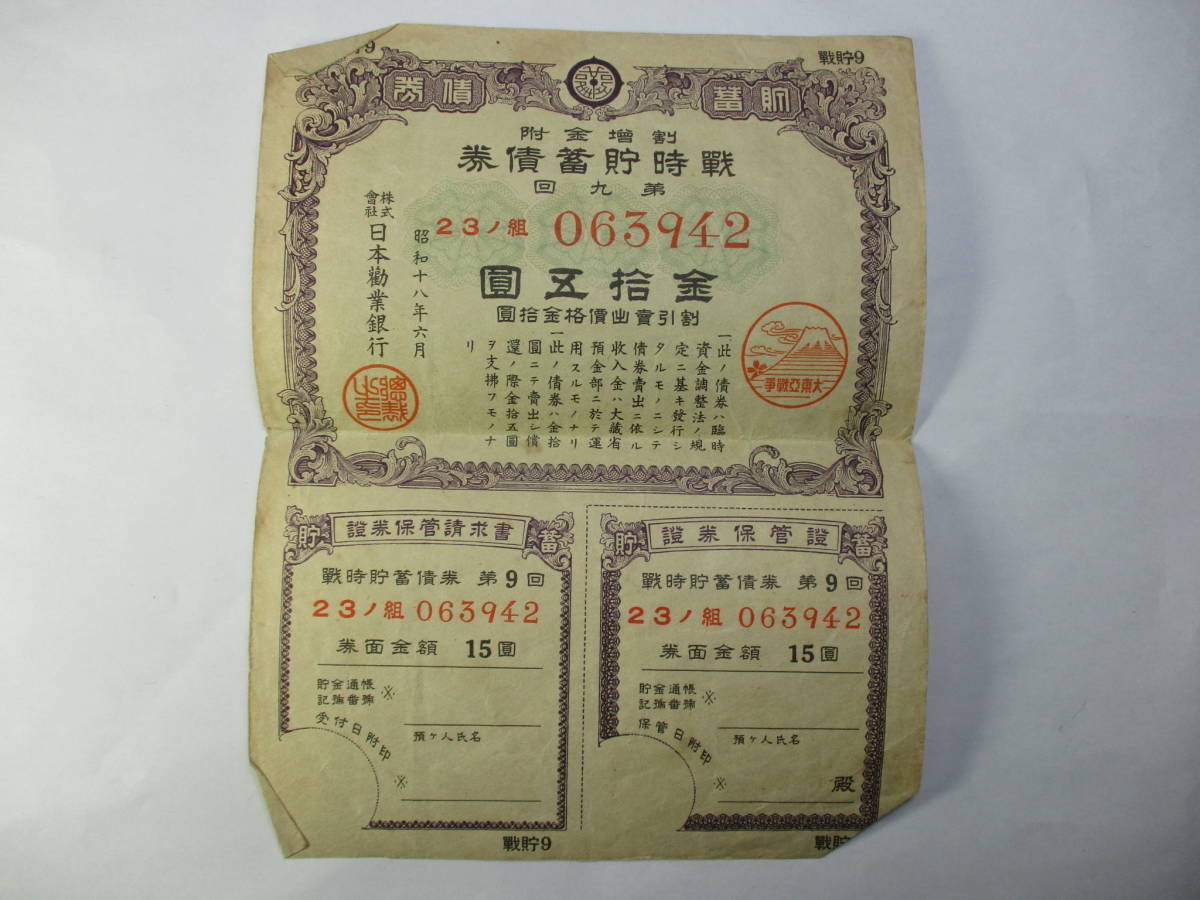 9
戰貯9
貯蓄
債券
割増金附
戰時貯蓄債券
第九回
23ノ組 063942
金拾五圓
割引賣出價格金拾圓
大東亞戰爭
一此ノ債券ハ臨時
資金調整法ノ規
定ニ基キ發行シ
タルモノニシテ
債券賣出ニ依ル
收入金ハ大藏省
預金部ニ於テ運
用スルモノナリ
一此ノ債券ハ金拾
圓ニテ賣出シ償
還ノ際金拾五圓
ヲ支拂フモノナ
リ
昭和十八年六月
株式會社
日本勸業銀行
總裁之印
貯 證券保管請求書 蓄
戰時貯蓄債券 第9回
23ノ組 063942
券面金額 15圓
貯金通帳
記號番號
※
受付日附印
預ケ人氏名
※
戰貯9
貯 證券保管證 蓄
戰時貯蓄債券 第9回
23ノ組 063942
券面金額 15圓
貯金通帳
記號番號
※
保管日附印
預ケ人氏名
※
殿
戰貯